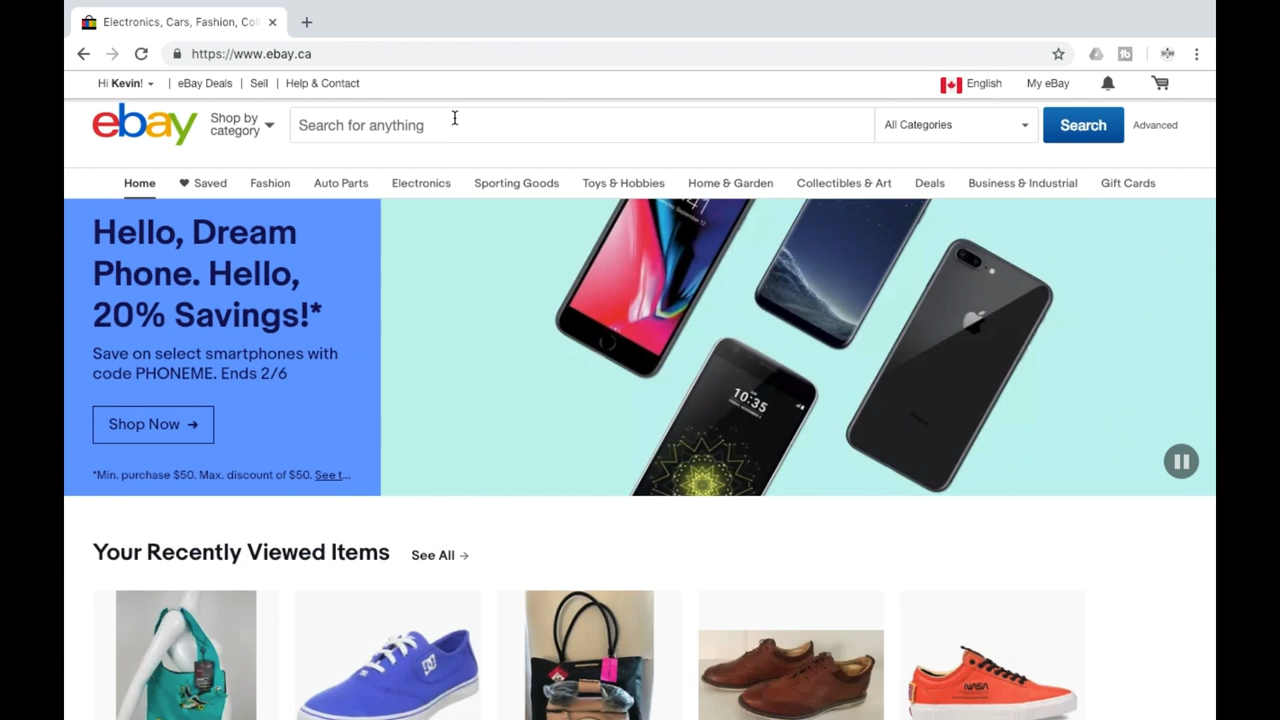 Electronics, Cars, Fashion, Col
https://www.ebay.ca
Hi Kevin! | eBay Deals | Sell | Help & Contact
English My eBay
ebay
Shop by category
Search for anything
All Categories
Search
Advanced
Home Saved Fashion Auto Parts Electronics Sporting Goods Toys & Hobbies Home & Garden Collectibles & Art Deals Business & Industrial Gift Cards
Hello, Dream
Phone. Hello,
20% Savings!*
Save on select smartphones with
code PHONEME. Ends 2/6
Shop Now →
*Min. purchase $50. Max. discount of $50. See t...
10:35
iPhone
Your Recently Viewed Items See All →
NASA